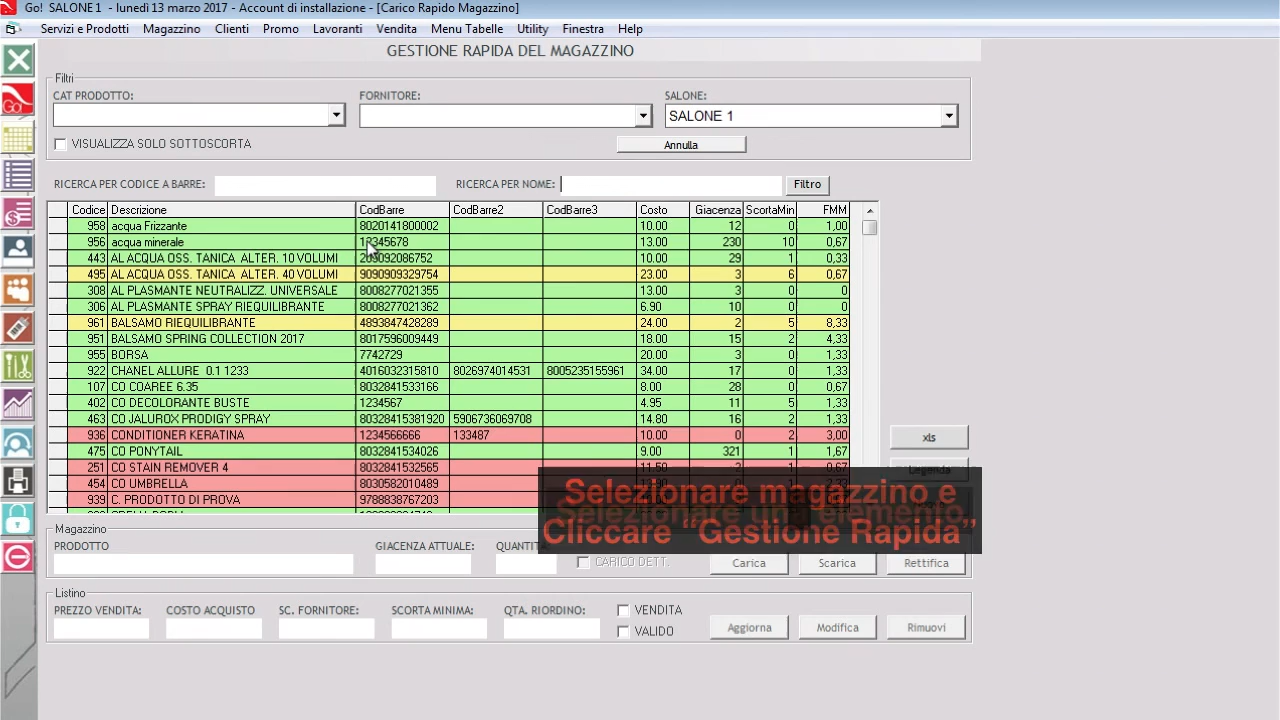 Go! SALONE 1 - lunedì 13 marzo 2017 - Account di installazione - [Carico Rapido Magazzino]
Servizi e Prodotti Magazzino Clienti Promo Lavoranti Vendita Menu Tabelle Utility Finestra Help
GESTIONE RAPIDA DEL MAGAZZINO
Go!
Filtri
CAT PRODOTTO: FORNITORE: SALONE:
SALONE 1
VISUALIZZA SOLO SOTTOSCORTA Annulla
RICERCA PER CODICE A BARRE: RICERCA PER NOME: Filtro
Codice Descrizione CodBarre CodBarre2 CodBarre3 Costo Giacenza ScortaMin FMM
958 acqua Frizzante 8020141800002 10.00 12 0 1,00
956 acqua minerale 12345678 13.00 230 10 0,67
443 AL ACQUA OSS. TANICA ALTER. 10 VOLUMI 209092086752 10.00 29 1 0,33
495 AL ACQUA OSS. TANICA ALTER. 40 VOLUMI 9090909329754 23.00 3 6 0,67
308 AL PLASMANTE NEUTRALIZZ. UNIVERSALE 8008277021355 13.00 3 0 0
306 AL PLASMANTE SPRAY RIEQUILIBRANTE 8008277021362 6.90 10 0 0
961 BALSAMO RIEQUILIBRANTE 4893847428289 24.00 2 5 8,33
951 BALSAMO SPRING COLLECTION 2017 8017596009449 18.00 15 2 4,33
955 BORSA 7742729 20.00 3 0 1,33
922 CHANEL ALLURE 0.1 1233 4016032315810 8026974014531 8005235155961 34.00 17 0 1,33
107 CO COAREE 6.35 8032841533166 8.00 28 0 0,67
402 CO DECOLORANTE BUSTE 1234567 4.95 11 5 1,33
463 CO JALUROX PRODIGY SPRAY 80328415381920 5906736069708 14.80 16 2 1,33
936 CONDITIONER KERATINA 1234566666 133487 10.00 0 2 3,00
475 CO PONYTAIL 8032841534026 9.00 321 1 1,67
251 CO STAIN REMOVER 4 8032841532565 11.50 2 1 0,67
454 CO UMBRELLA 8030582010489
939 C. PRODOTTO DI PROVA 9788838767203
xls
Legenda
Selezionare magazzino e
Selezionare un elemento
Cliccare “Gestione Rapida”
Magazzino
PRODOTTO GIACENZA ATTUALE: QUANTITA CARICO DETT. Carica Scarica Rettifica
Listino
PREZZO VENDITA: COSTO ACQUISTO SC. FORNITORE: SCORTA MINIMA: QTA. RIORDINO: VENDITA
VALIDO Aggiorna Modifica Rimuovi